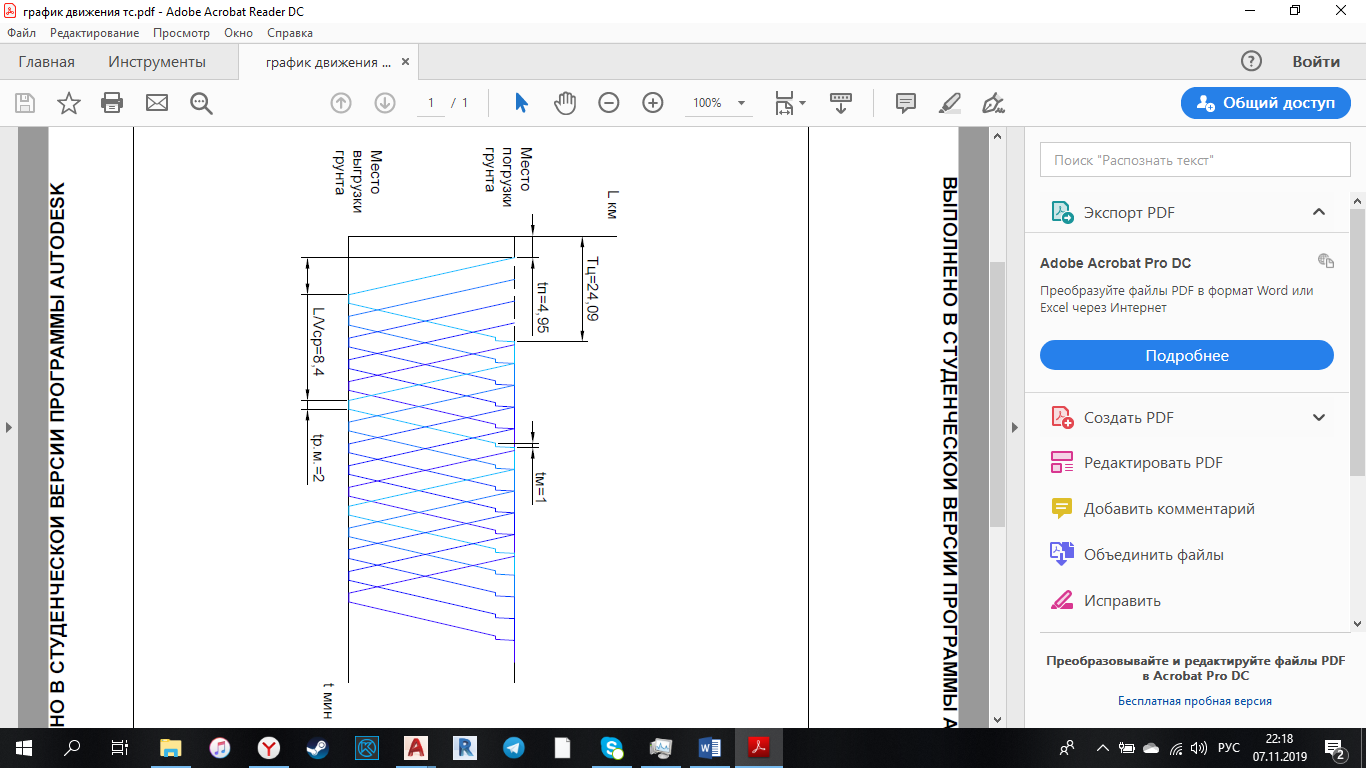 график движения тс.pdf - Adobe Acrobat Reader DC
Файл Редактирование Просмотр Окно Справка
Главная Инструменты график движения ... × Войти
1 / 1 100% Общий доступ
ВЫПОЛНЕНО В СТУДЕНЧЕСКОЙ ВЕРСИИ ПРОГРАММЫ А
НО В СТУДЕНЧЕСКОЙ ВЕРСИИ ПРОГРАММЫ AUTODESK
L км
Место
погрузки
грунта
Место
выгрузки
грунта
Тц=24,09
tп=4,95
L/Vср=8,4
tр.м.=2
tм=1
t мин
Поиск "Распознать текст"
Экспорт PDF
Adobe Acrobat Pro DC
Преобразуйте файлы PDF в формат Word или
Excel через Интернет
Подробнее
Создать PDF
Редактировать PDF
Добавить комментарий
Объединить файлы
Исправить
Преобразовывайте и редактируйте файлы PDF
в Acrobat Pro DC
Бесплатная пробная версия
РУС
22:18
07.11.2019
2